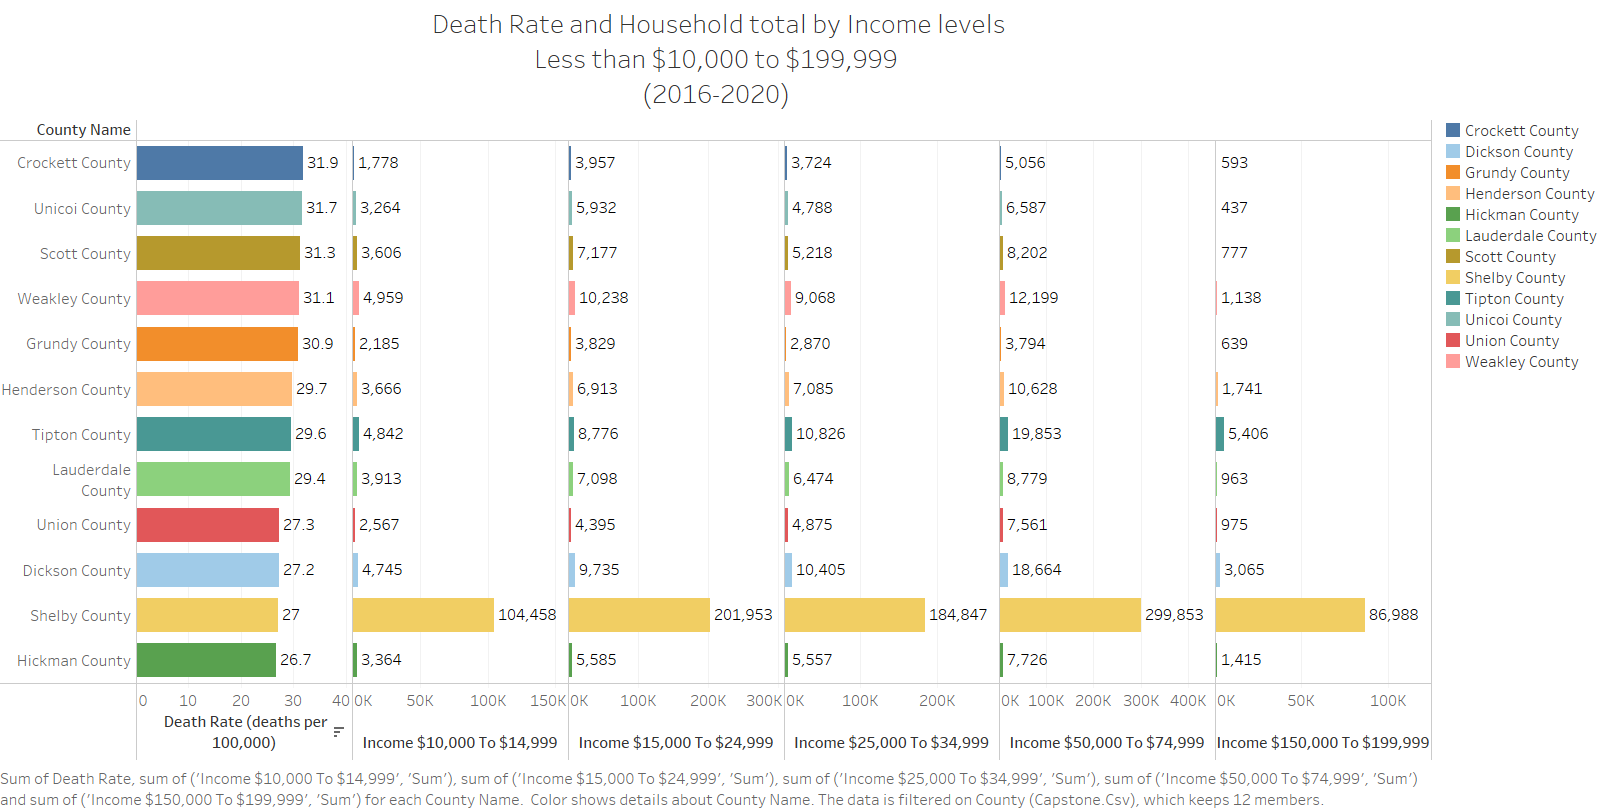 Death Rate and Household total by Income levels
Less than $10,000 to $199,999
(2016-2020)
County Name
Crockett County 31.9 1,778 3,957 3,724 5,056 593
Unicoi County 31.7 3,264 5,932 4,788 6,587 437
Scott County 31.3 3,606 7,177 5,218 8,202 777
Weakley County 31.1 4,959 10,238 9,068 12,199 1,138
Grundy County 30.9 2,185 3,829 2,870 3,794 639
Henderson County 29.7 3,666 6,913 7,085 10,628 1,741
Tipton County 29.6 4,842 8,776 10,826 19,853 5,406
Lauderdale
County 29.4 3,913 7,098 6,474 8,779 963
Union County 27.3 2,567 4,395 4,875 7,561 975
Dickson County 27.2 4,745 9,735 10,405 18,664 3,065
Shelby County 27 104,458 201,953 184,847 299,853 86,988
Hickman County 26.7 3,364 5,585 5,557 7,726 1,415
0 10 20 30 40 0K 50K 100K 150K 0K 100K 200K 300K 0K 100K 200K 0K 100K 200K 300K 400K 0K 50K 100K
Death Rate (deaths per
100,000) Income $10,000 To $14,999 Income $15,000 To $24,999 Income $25,000 To $34,999 Income $50,000 To $74,999 Income $150,000 To $199,999
Crockett County
Dickson County
Grundy County
Henderson County
Hickman County
Lauderdale County
Scott County
Shelby County
Tipton County
Unicoi County
Union County
Weakley County
Sum of Death Rate, sum of ('Income $10,000 To $14,999', 'Sum'), sum of ('Income $15,000 To $24,999', 'Sum'), sum of ('Income $25,000 To $34,999', 'Sum'), sum of ('Income $50,000 To $74,999', 'Sum')
and sum of ('Income $150,000 To $199,999', 'Sum') for each County Name. Color shows details about County Name. The data is filtered on County (Capstone.Csv), which keeps 12 members.